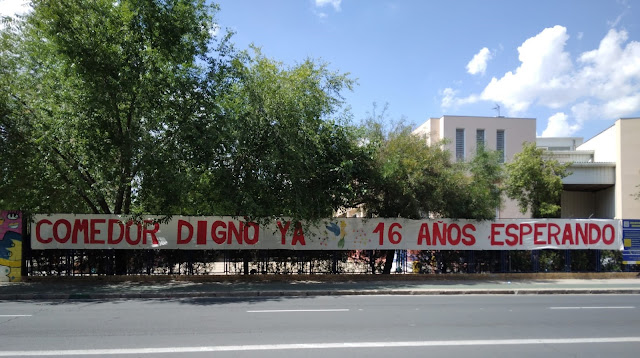 COMEDOR DIGNO YA 16 AÑOS ESPERANDO